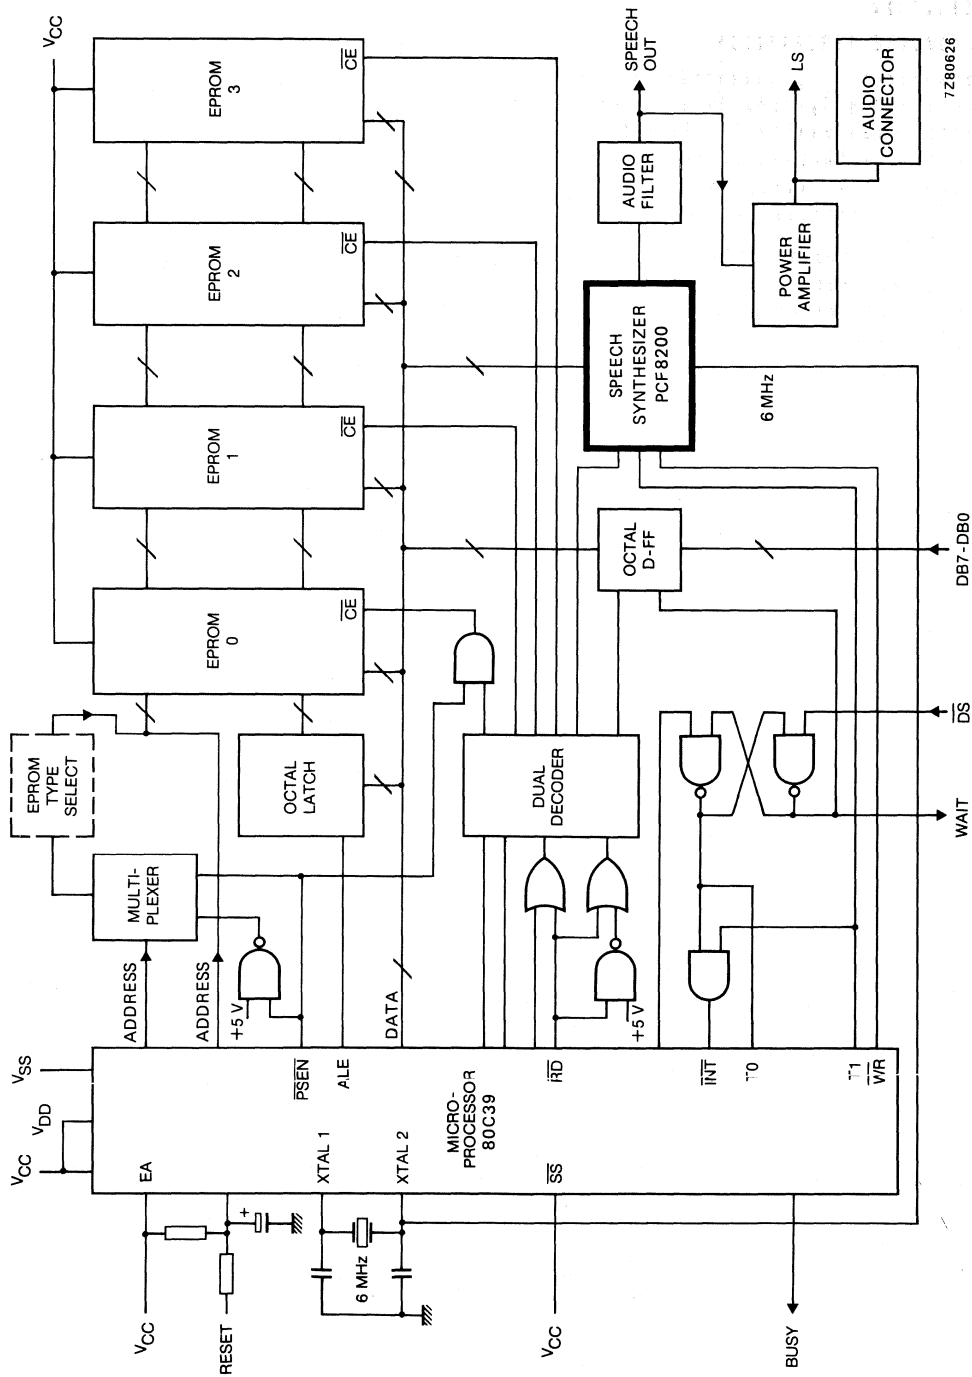 VCC
VCC
VDD
VSS
EA
RESET
+
XTAL 1
XTAL 2
6 MHz
VCC
SS
BUSY
MICRO-
PROCESSOR
80C39
PSEN
ALE
RD
INT
T0
T1
WR
ADDRESS
ADDRESS
+5 V
DATA
+5 V
MULTI-
PLEXER
EPROM
TYPE
SELECT
OCTAL
LATCH
DUAL
DECODER
WAIT
DS
DB7-DB0
EPROM
0
CE
EPROM
1
CE
EPROM
2
CE
EPROM
3
CE
VCC
OCTAL
D-FF
SPEECH
SYNTHESIZER
PCF8200
6 MHz
AUDIO
FILTER
SPEECH
OUT
POWER
AMPLIFIER
LS
AUDIO
CONNECTOR
7Z80626